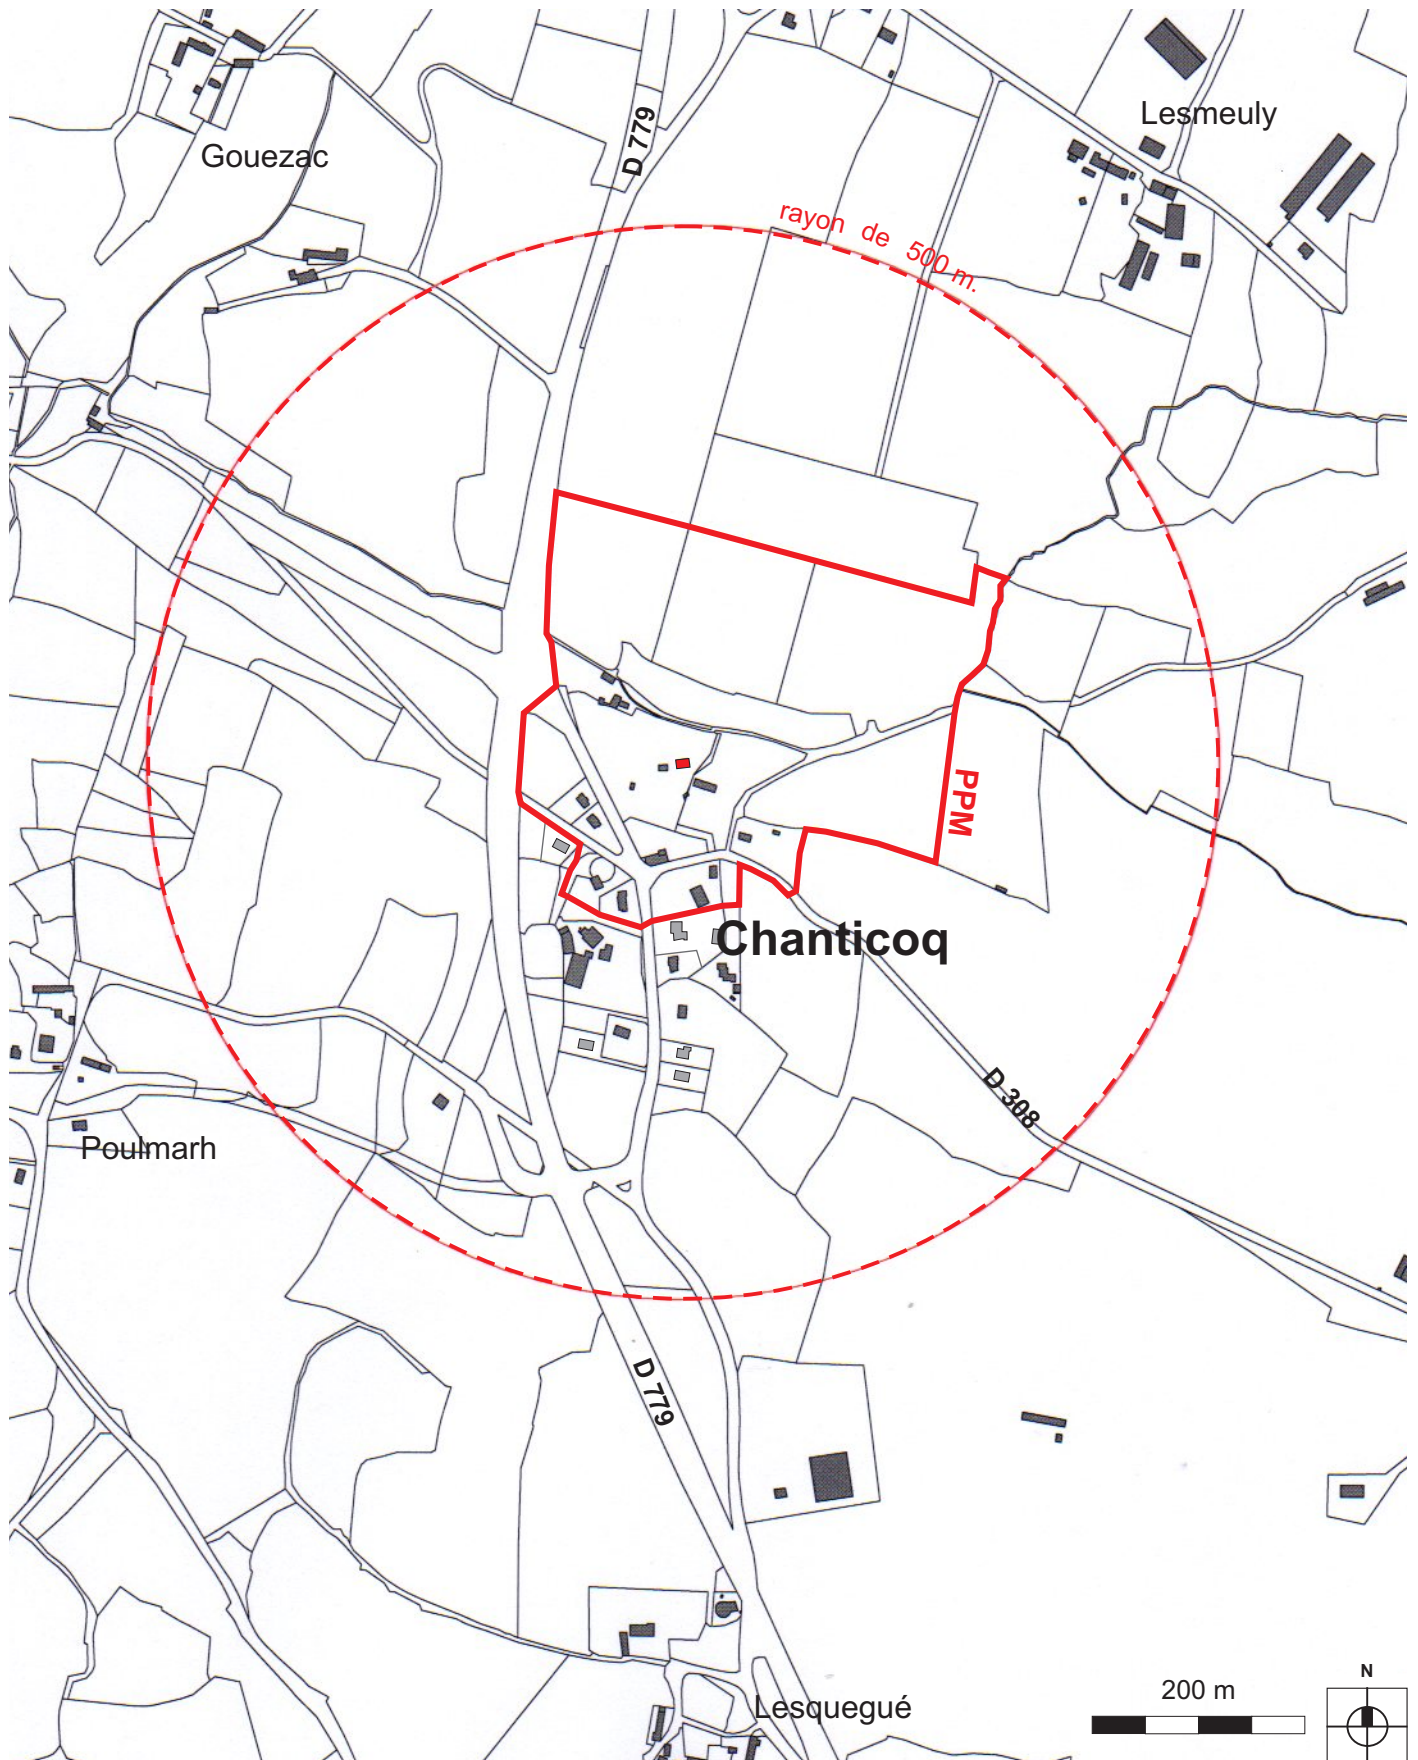 Lesmeuly
D 779
Gouezac
rayon de 500 m.
PPM
Chanticoq
D 308
Poulmarh
D 779
N
200 m
Lesquegué